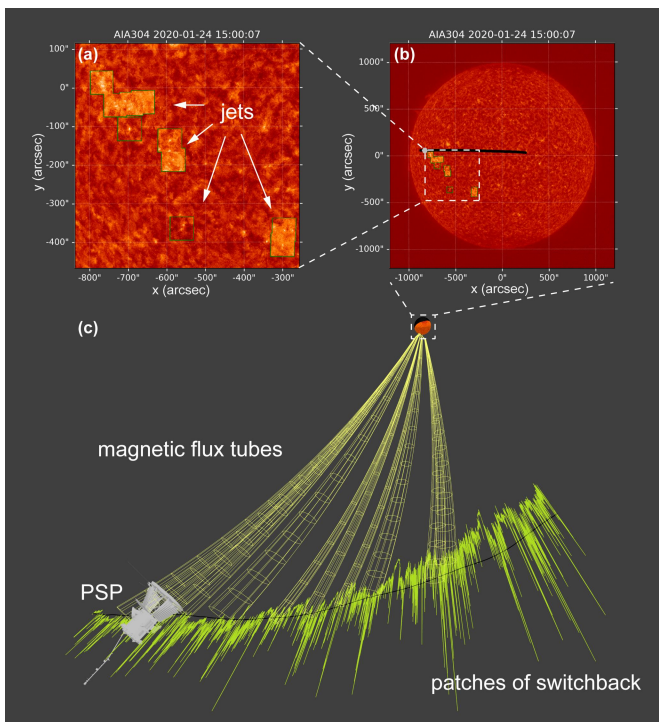 AIA304 2020-01-24 15:00:07
(a)
jets
y (arcsec)
100"
0"
-100"
-200"
-300"
-400"
-800" -700" -600" -500" -400" -300"
x (arcsec)
AIA304 2020-01-24 15:00:07
(b)
y (arcsec)
1000"
500"
0"
-500"
-1000"
-1000" -500" 0" 500" 1000"
x (arcsec)
(c)
magnetic flux tubes
PSP
patches of switchback